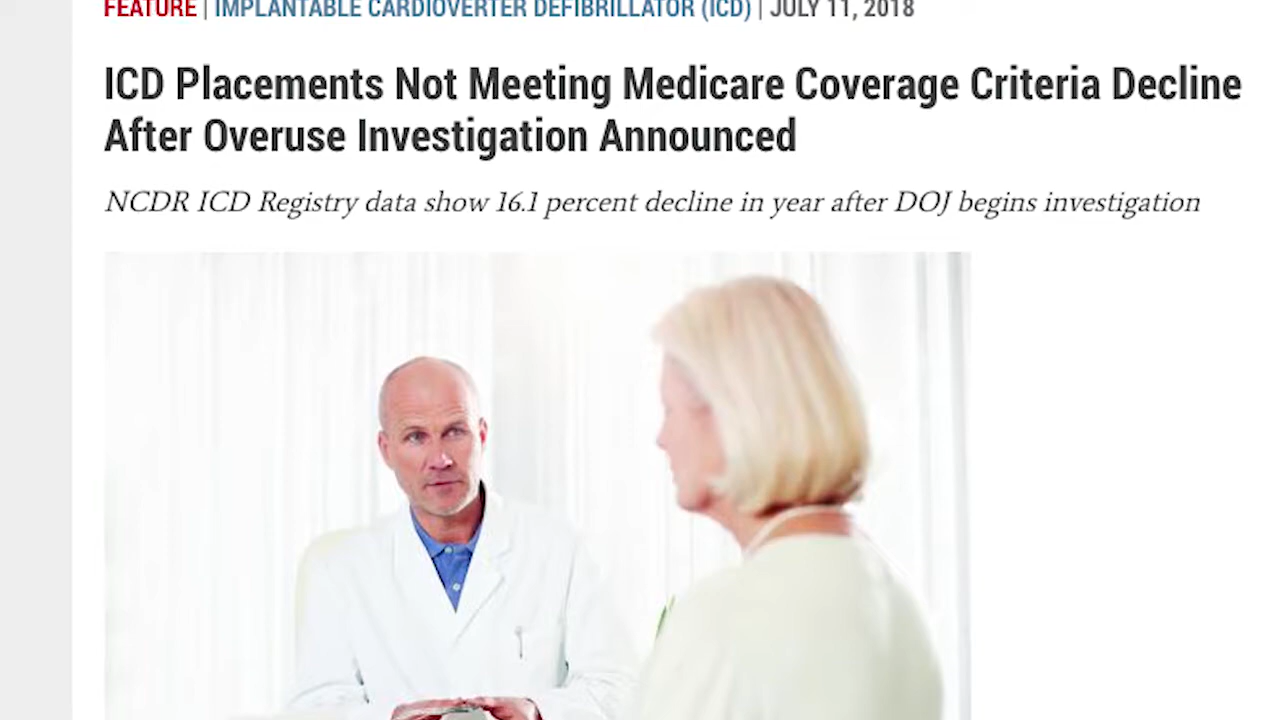 FEATURE | IMPLANTABLE CARDIOVERTER DEFIBRILLATOR (ICD) | JULY 11, 2018
ICD Placements Not Meeting Medicare Coverage Criteria Decline
After Overuse Investigation Announced
NCDR ICD Registry data show 16.1 percent decline in year after DOJ begins investigation